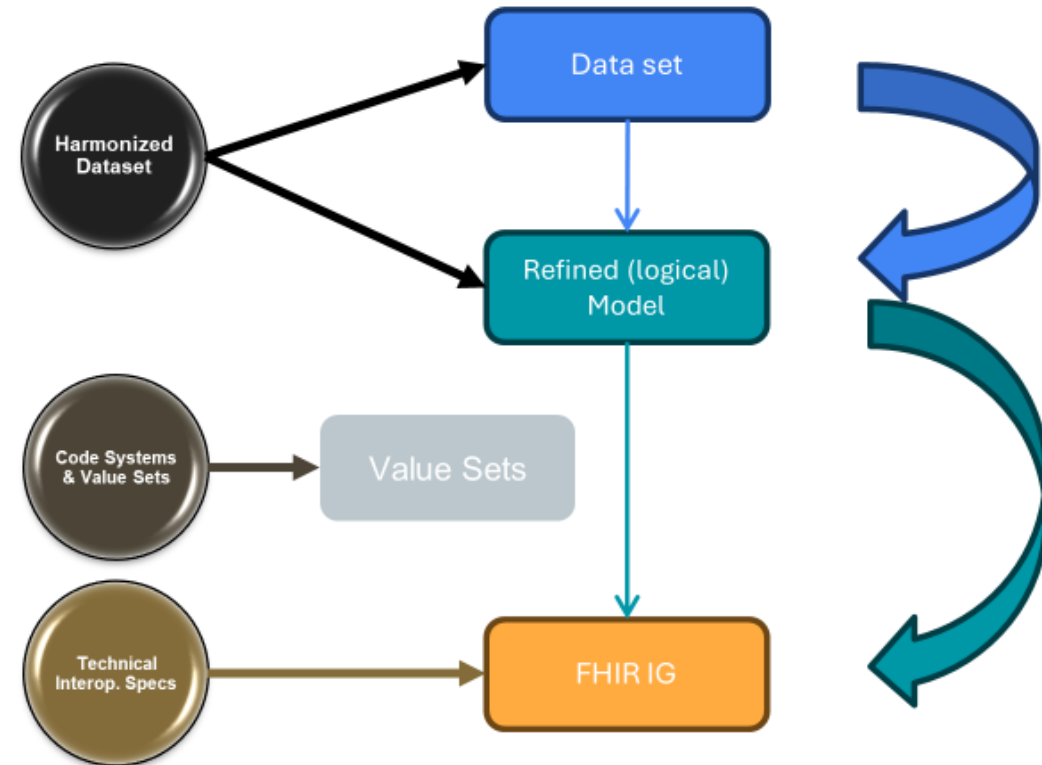 Data set
Harmonized
Dataset
Refined (logical)
Model
Code Systems
& Value Sets
Value Sets
Technical
Interop. Specs
FHIR IG